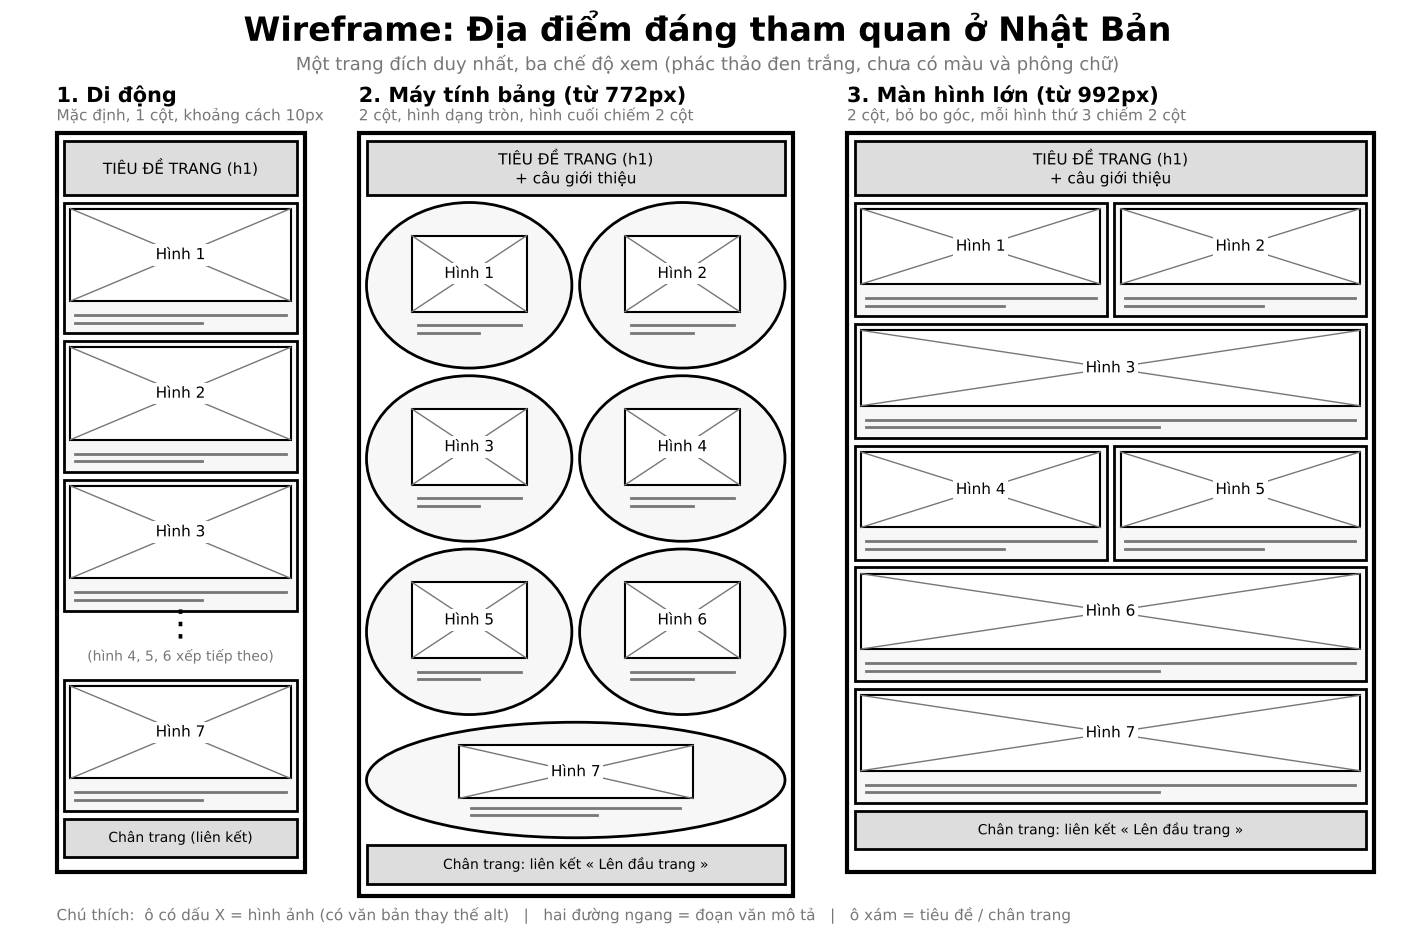 Wireframe: Địa điểm đáng tham quan ở Nhật Bản
Một trang đích duy nhất, ba chế độ xem (phác thảo đen trắng, chưa có màu và phông chữ)
1. Di động
Mặc định, 1 cột, khoảng cách 10px
TIÊU ĐỀ TRANG (h1)
Hình 1
Hình 2
Hình 3
(hình 4, 5, 6 xếp tiếp theo)
Hình 7
Chân trang (liên kết)
2. Máy tính bảng (từ 772px)
2 cột, hình dạng tròn, hình cuối chiếm 2 cột
TIÊU ĐỀ TRANG (h1)
+ câu giới thiệu
Hình 1
Hình 2
Hình 3
Hình 4
Hình 5
Hình 6
Hình 7
Chân trang: liên kết « Lên đầu trang »
3. Màn hình lớn (từ 992px)
2 cột, bỏ bo góc, mỗi hình thứ 3 chiếm 2 cột
TIÊU ĐỀ TRANG (h1)
+ câu giới thiệu
Hình 1
Hình 2
Hình 3
Hình 4
Hình 5
Hình 6
Hình 7
Chân trang: liên kết « Lên đầu trang »
Chú thích:  ô có dấu X = hình ảnh (có văn bản thay thế alt)   |   hai đường ngang = đoạn văn mô tả   |   ô xám = tiêu đề / chân trang